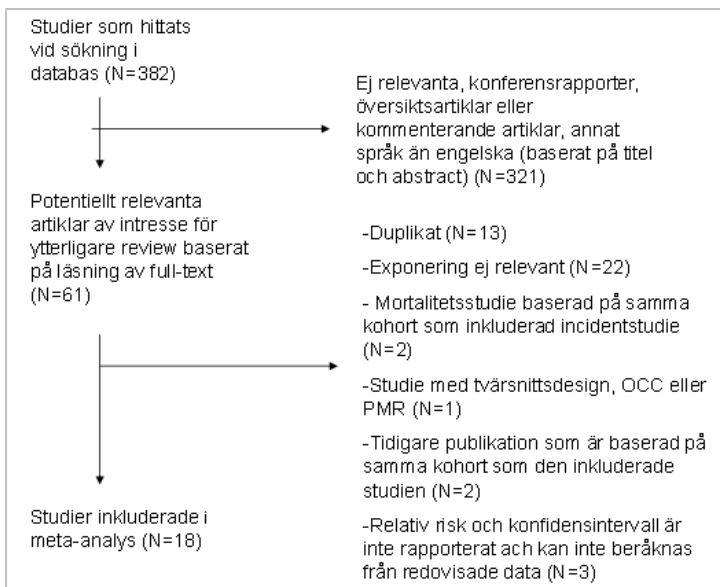 Studier som hittats
vid sökning i
databas (N=382)
Ej relevanta, konferensrapporter,
översiktsartiklar eller
kommenterande artiklar, annat
språk än engelska (baserat på titel
och abstract) (N=321)
Potentiellt relevanta
artiklar av intresse för
ytterligare review baserat
på läsning av full-text
(N=61)
-Duplikat (N=13)
-Exponering ej relevant (N=22)
- Mortalitetsstudie baserad på samma
kohort som inkluderad incidentstudie
(N=2)
-Studie med tvärsnittsdesign, OCC eller
PMR (N=1)
-Tidigare publikation som är baserad på
samma kohort som den inkluderade
studien (N=2)
-Relativ risk och konfidensintervall är
inte rapporterat ach kan inte beräknas
från redovisade data (N=3)
Studier inkluderade i
meta-analys (N=18)